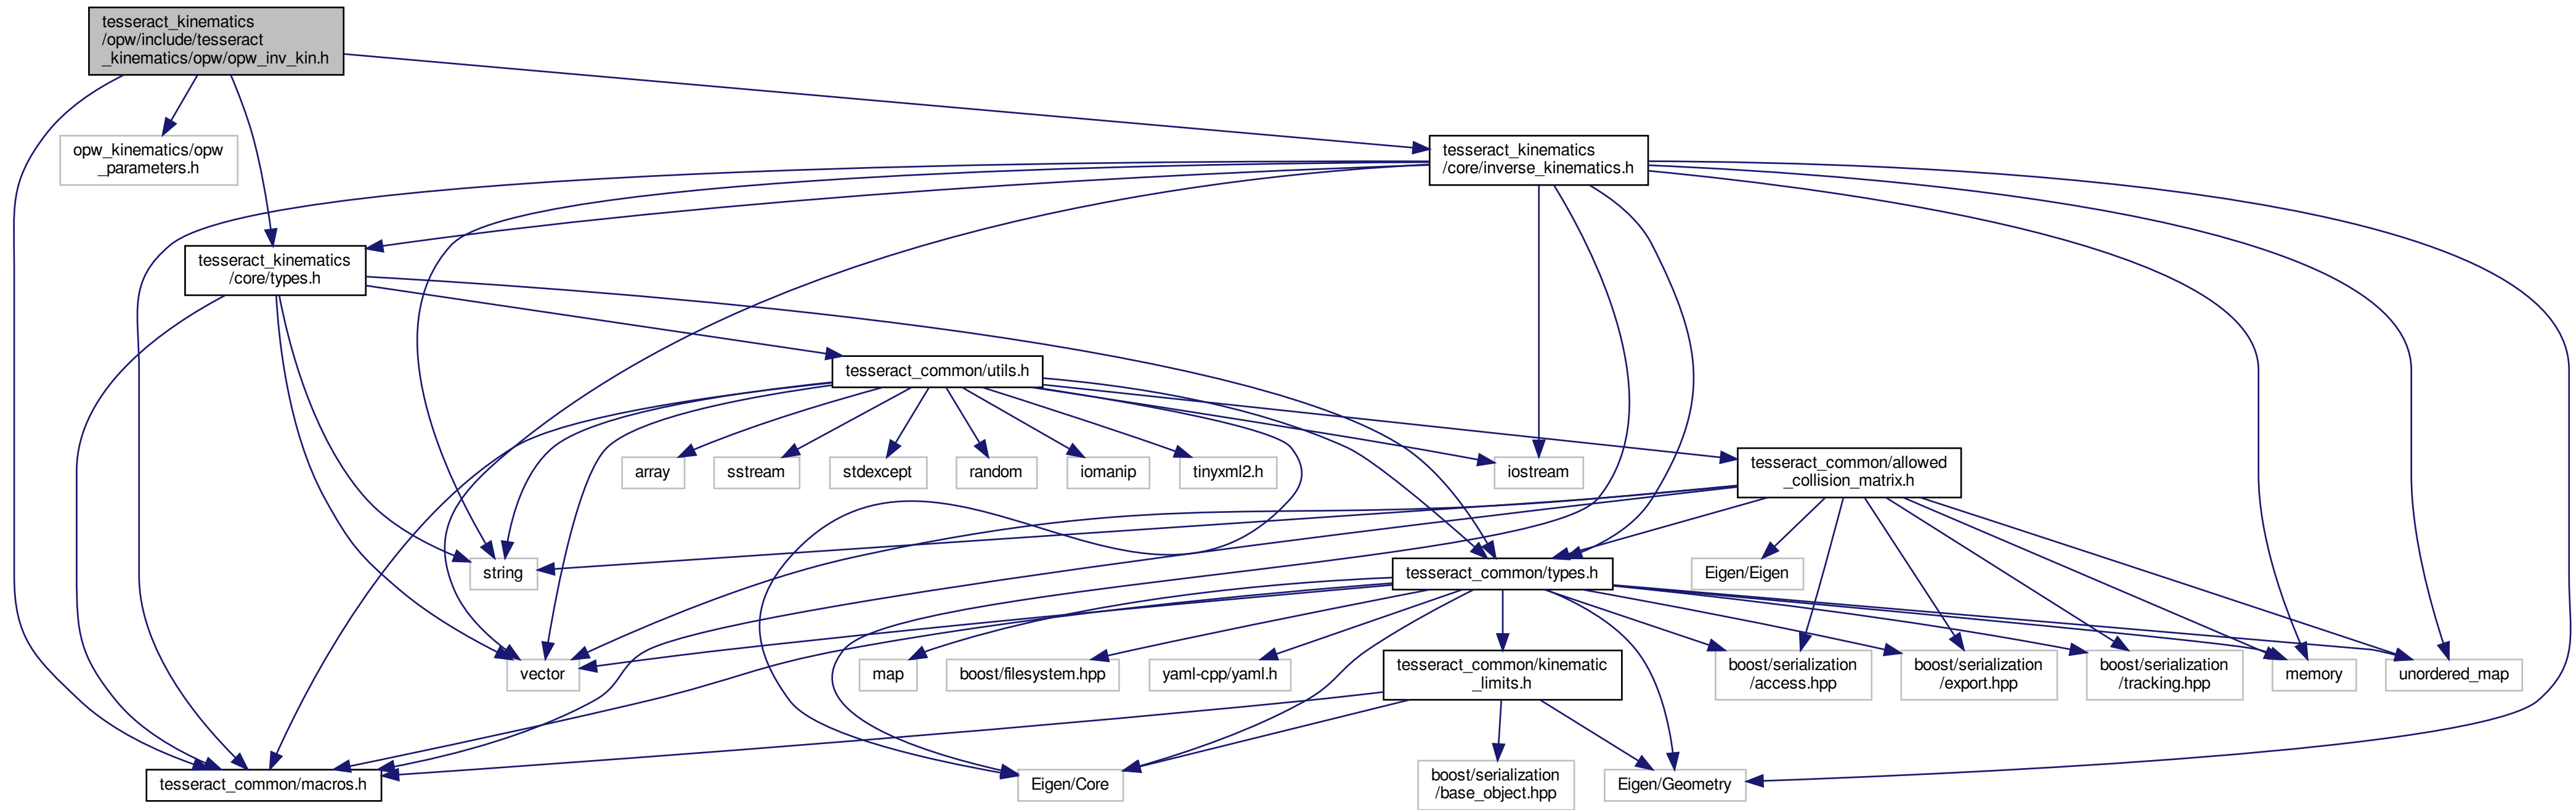 tesseract_kinematics
/opw/include/tesseract
_kinematics/opw/opw_inv_kin.h
opw_kinematics/opw
_parameters.h
tesseract_kinematics
/core/inverse_kinematics.h
tesseract_kinematics
/core/types.h
tesseract_common/utils.h
array
sstream
stdexcept
random
iomanip
tinyxml2.h
iostream
tesseract_common/allowed
_collision_matrix.h
string
tesseract_common/types.h
Eigen/Eigen
vector
map
boost/filesystem.hpp
yaml-cpp/yaml.h
tesseract_common/kinematic
_limits.h
boost/serialization
/access.hpp
boost/serialization
/export.hpp
boost/serialization
/tracking.hpp
memory
unordered_map
tesseract_common/macros.h
Eigen/Core
boost/serialization
/base_object.hpp
Eigen/Geometry